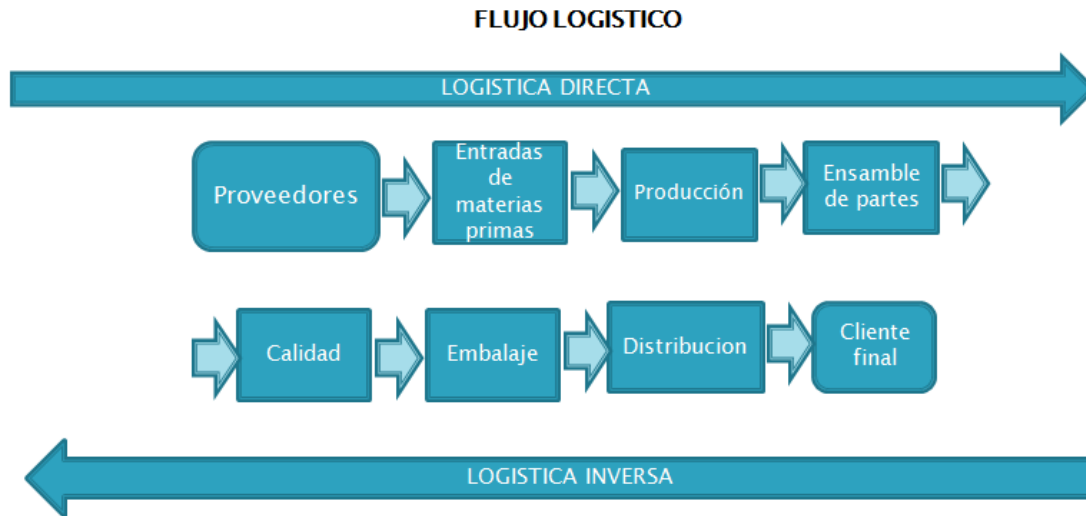 FLUJO LOGISTICO
LOGISTICA DIRECTA
Proveedores
Entradas
de
materias
primas
Producción
Ensamble
de partes
Calidad
Embalaje
Distribucion
Cliente
final
LOGISTICA INVERSA